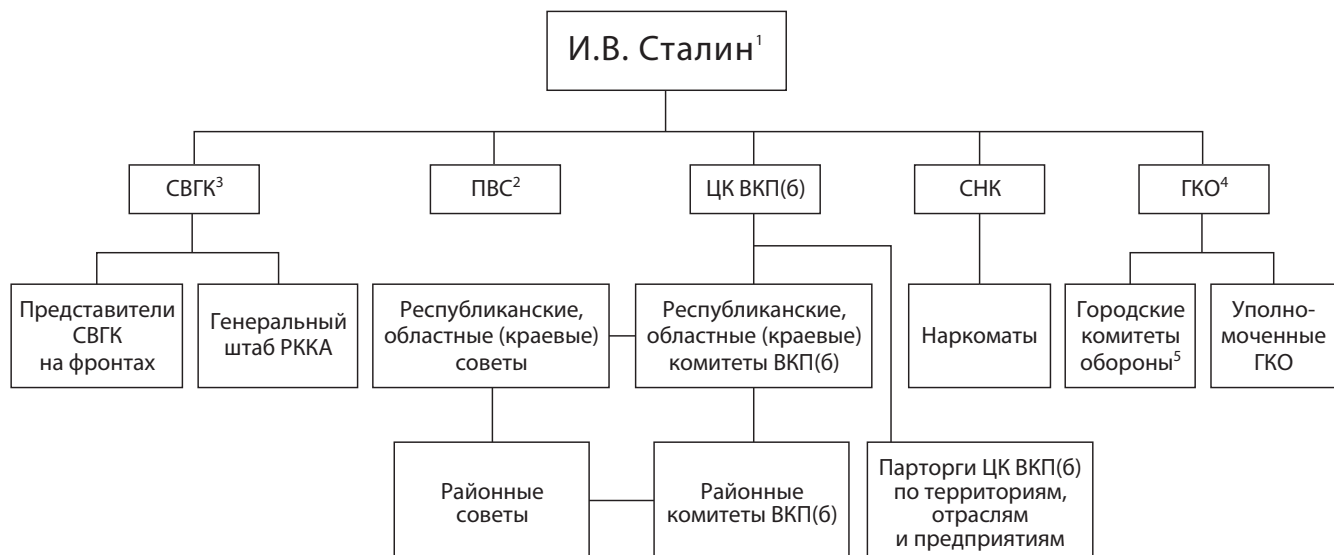 И.В. Сталин¹
СВГК³
ПВС²
ЦК ВКП(б)
СНК
ГКО⁴
Представители
СВГК
на фронтах
Генеральный
штаб РККА
Республиканские,
областные (краевые)
советы
Республиканские,
областные (краевые)
комитеты ВКП(б)
Наркоматы
Городские
комитеты
обороны⁵
Уполно-
моченные
ГКО
Районные
советы
Районные
комитеты ВКП(б)
Парторги ЦК ВКП(б)
по территориям,
отраслям
и предприятиям